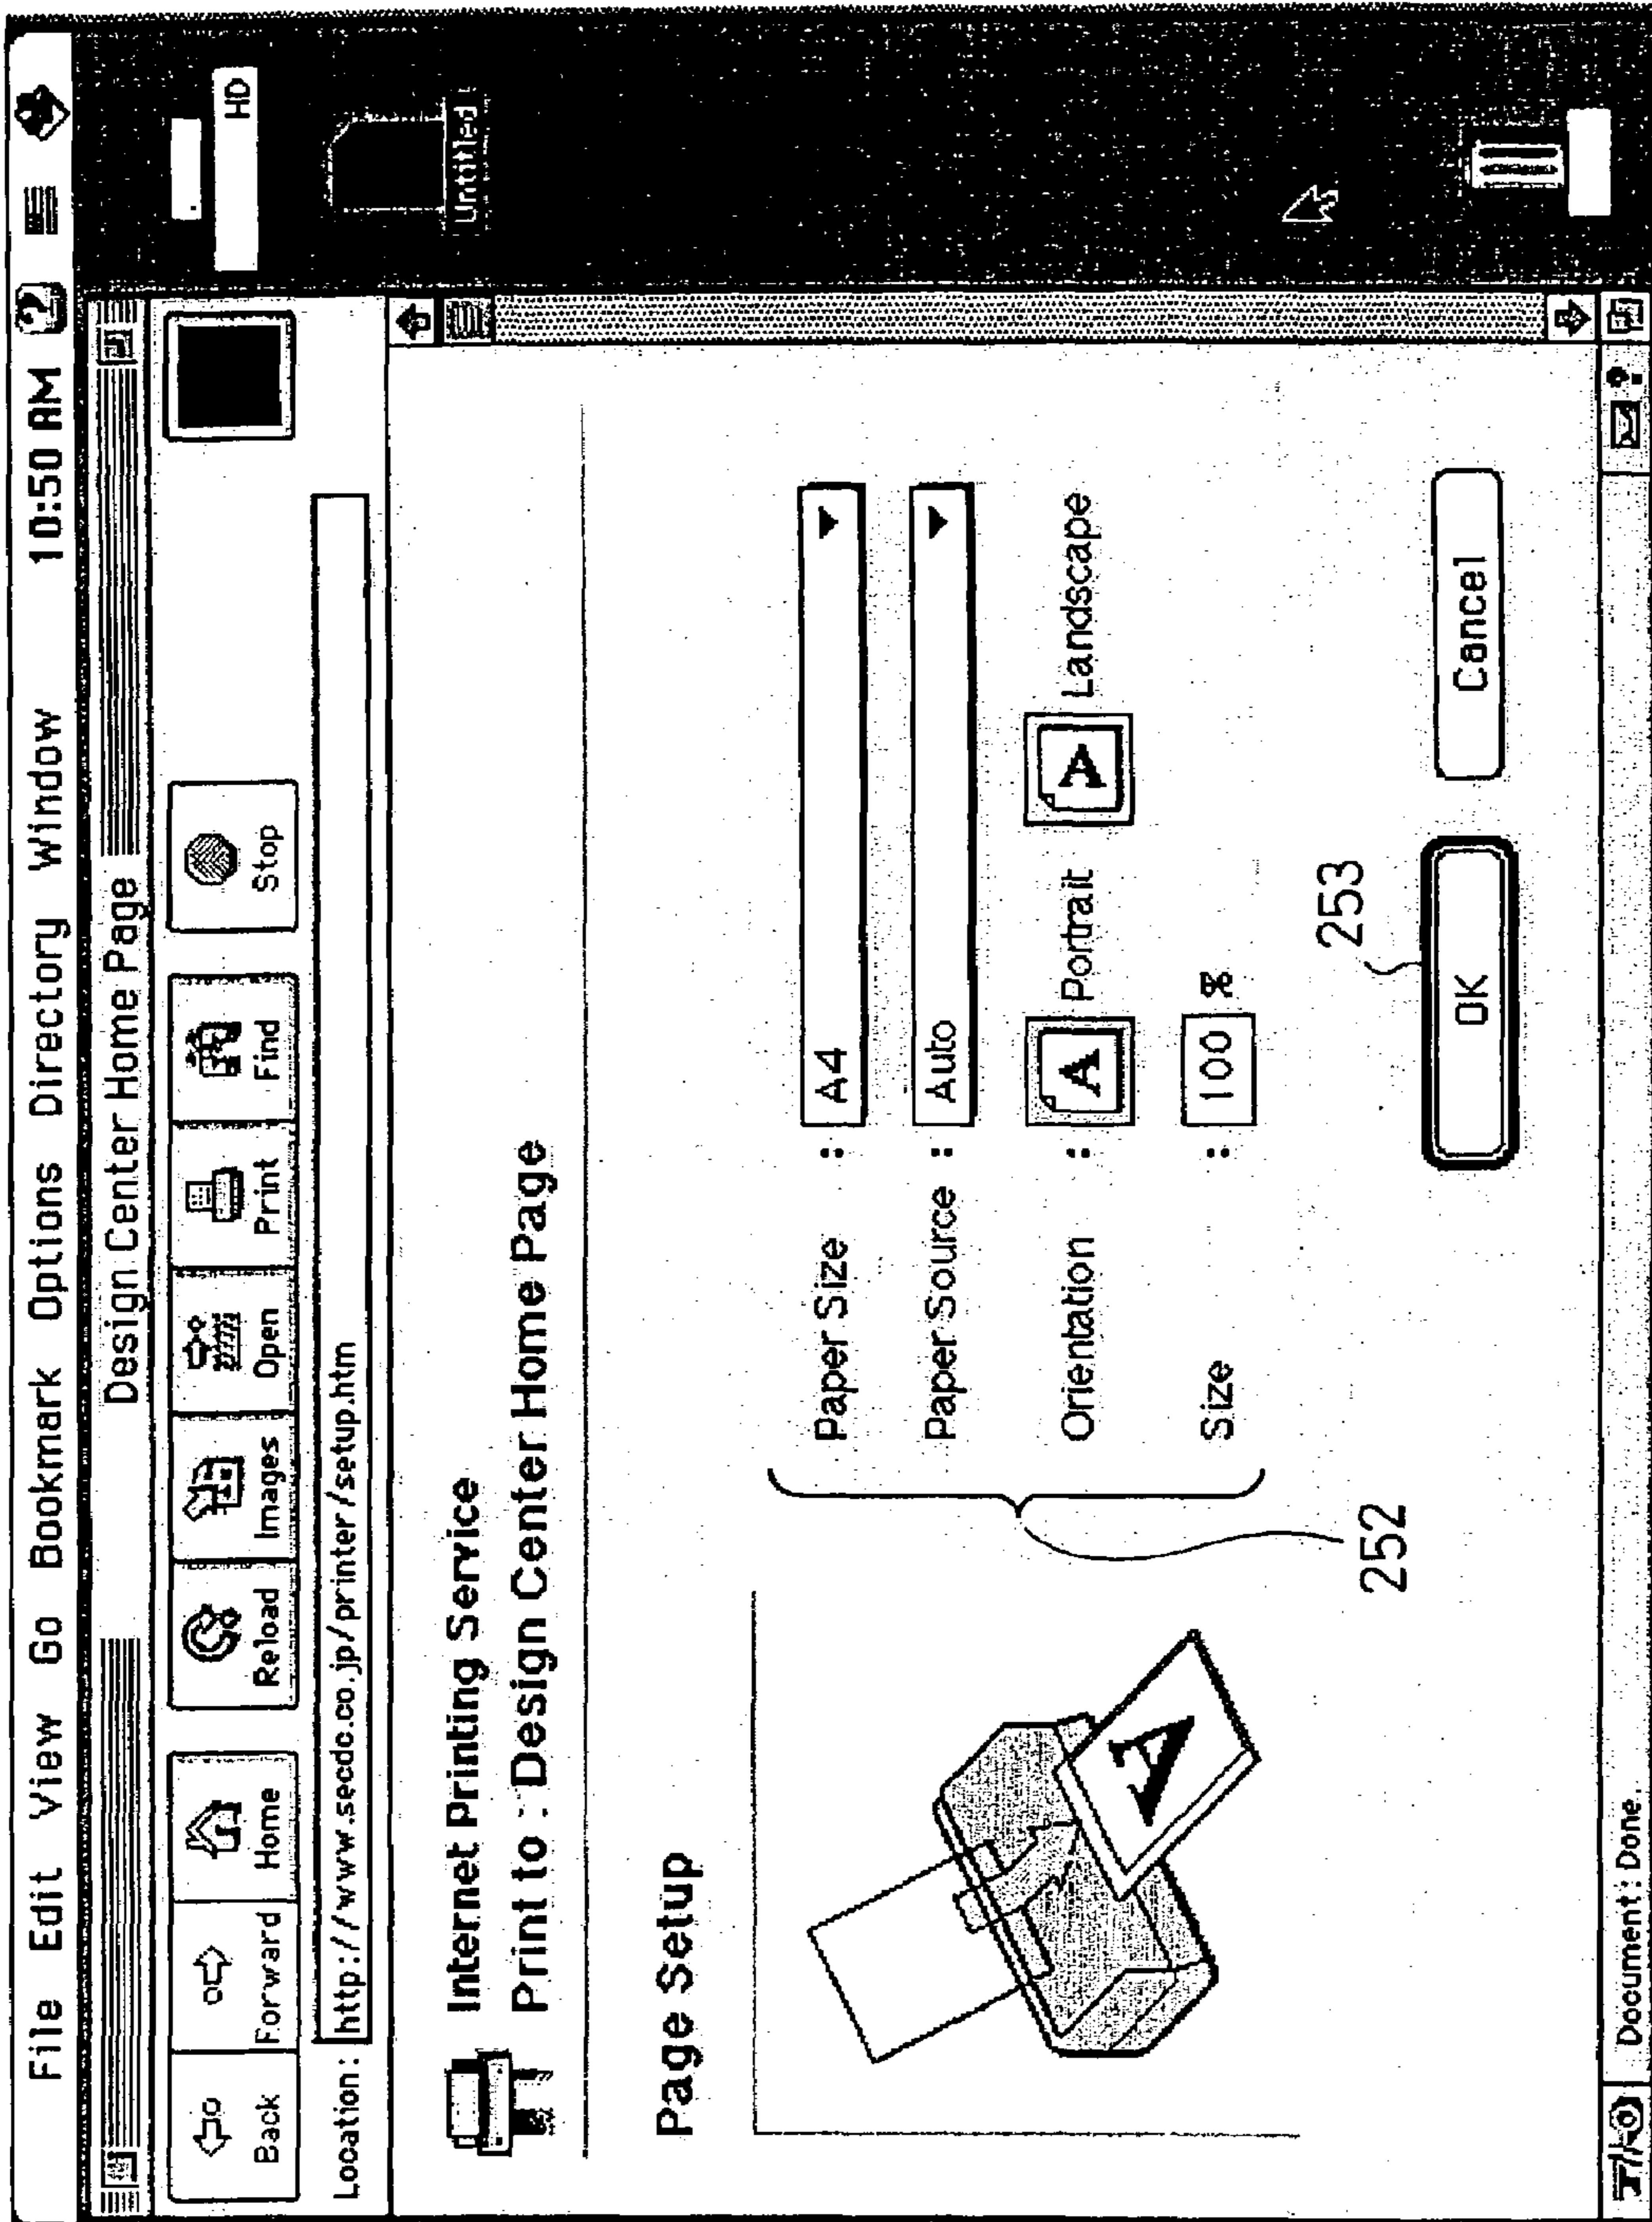 File Edit View Go Bookmark Options Directory Window 10:50 AM
HD
Design Center Home Page
Back Forward Home Reload Images Open Print Find Stop
Untitled
Location: http://www.secdc.co.jp/printer/setup.htm
Internet Printing Service
Print to : Design Center Home Page
Page Setup
A
Paper Size : A4
Paper Source : Auto
Orientation : A Portrait A Landscape
Size : 100 %
252
253
OK Cancel
Document: Done.